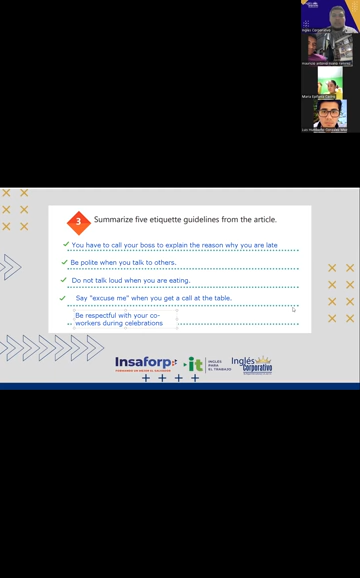 3
Summarize five etiquette guidelines from the article.
You have to call your boss to explain the reason why you are late
Be polite when you talk to others.
Do not talk loud when you are eating.
Say "excuse me" when you get a call at the table.
Be respectful with your co-
workers during celebrations
Insaforp
it
INGLÉS
PARA
EL TRABAJO
Inglés
Corporativo